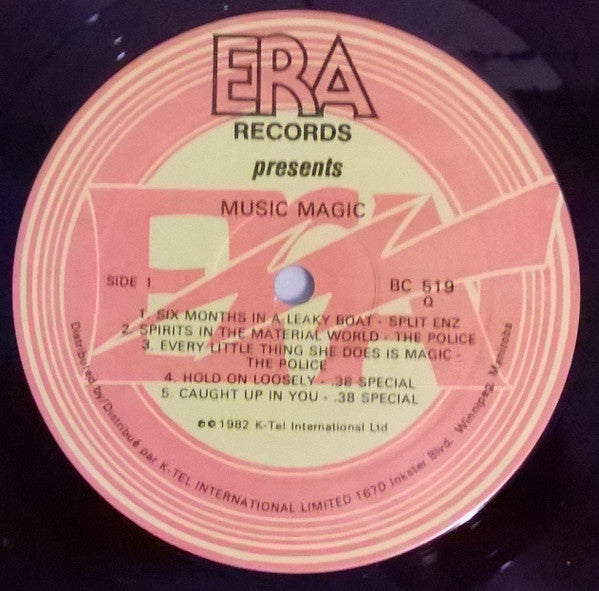 ERA
RECORDS
presents
MUSIC MAGIC
SIDE 1
BC 519
Q
1. SIX MONTHS IN A LEAKY BOAT - SPLIT ENZ
2. SPIRITS IN THE MATERIAL WORLD - THE POLICE
3. EVERY LITTLE THING SHE DOES IS MAGIC -
THE POLICE
4. HOLD ON LOOSELY - .38 SPECIAL
5. CAUGHT UP IN YOU - .38 SPECIAL
℗©1982 K-Tel International Ltd
Distributed by/Distribué par K-TEL INTERNATIONAL LIMITED 1670 Inkster Blvd. Winnipeg, Manitoba